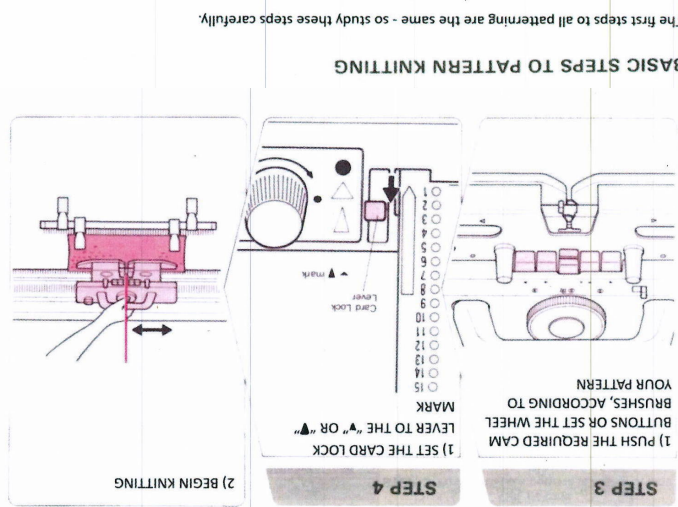 STEP 3
1) PUSH THE REQUIRED CAM
BUTTONS OR SET THE WHEEL
BRUSHES, ACCORDING TO
YOUR PATTERN
STEP 4
1) SET THE CARD LOCK
LEVER TO THE "▼" OR "▼"
MARK
15
14
13
12
11
10
9
8
7
6
5
4
3
2
1
Card Lock
Lever
▼ mark
2) BEGIN KNITTING
BASIC STEPS TO PATTERN KNITTING
The first steps to all patterning are the same - so study these steps carefully.